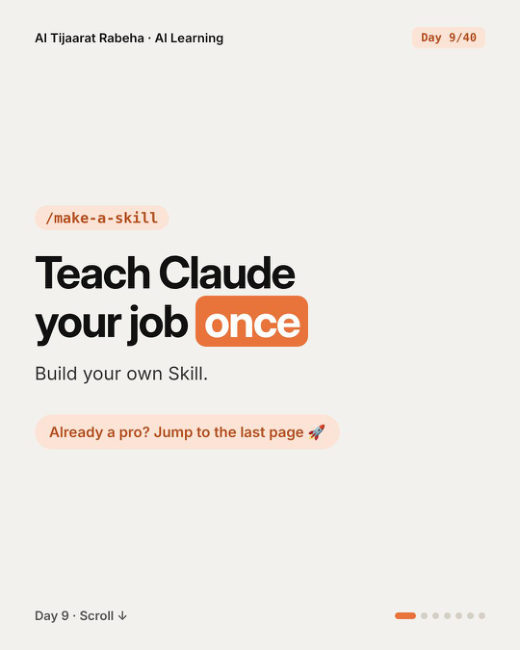 AI Tijaarat Rabeha · AI Learning
Day 9/40
/make-a-skill
Teach Claude
your job once
Build your own Skill.
Already a pro? Jump to the last page 🚀
Day 9 · Scroll ↓